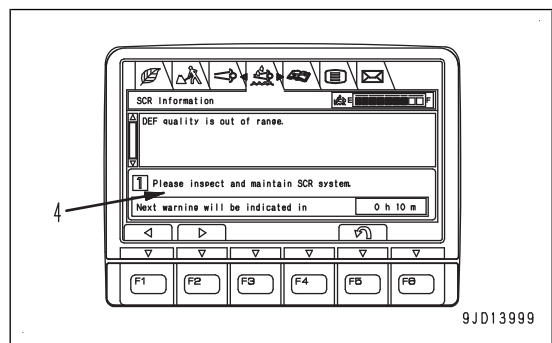 SCR Information
E F
DEF quality is out of range.
1 Please inspect and maintain SCR system.
4
Next warning will be indicated in 0 h 10 m
F1 F2 F3 F4 F5 F6
9JD13999